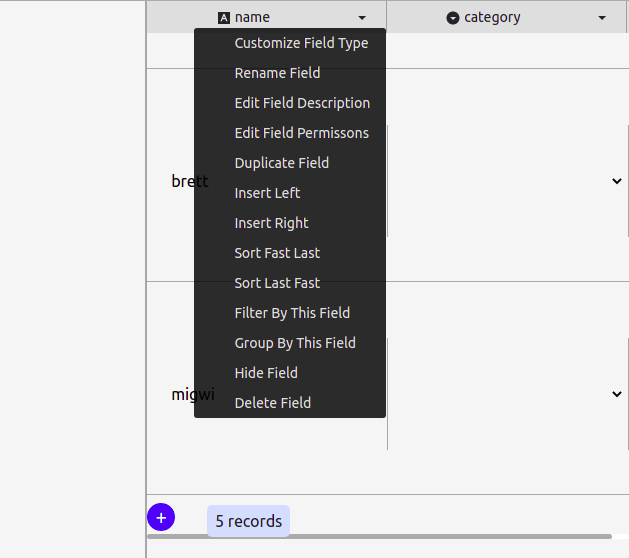 A name
category
Customize Field Type
Rename Field
Edit Field Description
Edit Field Permissons
Duplicate Field
brett
Insert Left
Insert Right
Sort Fast Last
Sort Last Fast
Filter By This Field
Group By This Field
Hide Field
migwi
Delete Field
+
5 records